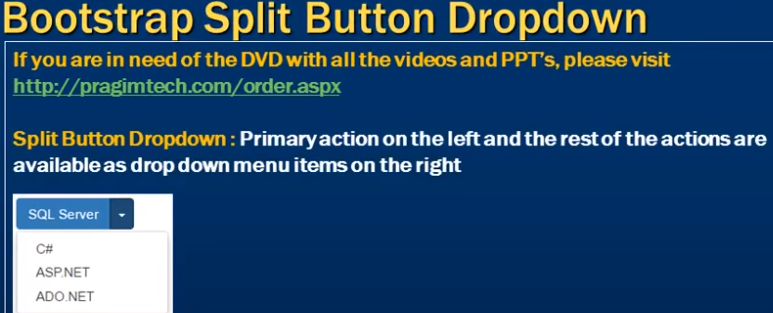 Bootstrap Split Button Dropdown
If you are in need of the DVD with all the videos and PPT's, please visit
http://pragimtech.com/order.aspx
Split Button Dropdown : Primary action on the left and the rest of the actions are
available as drop down menu items on the right
SQL Server
C#
ASP.NET
ADO.NET